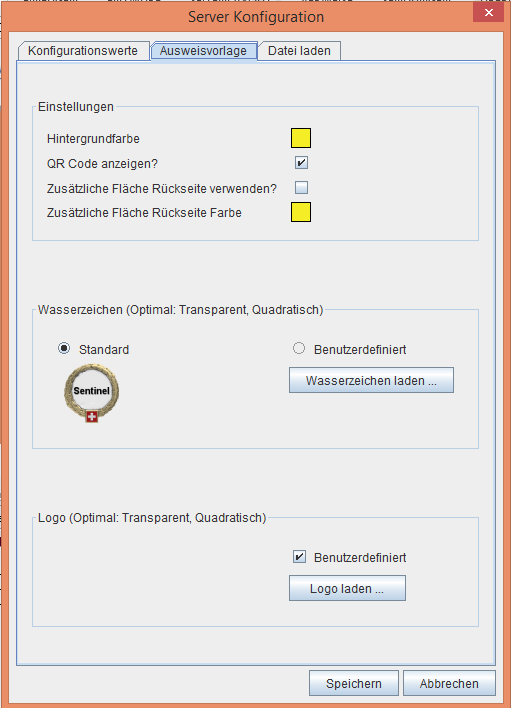 Server Konfiguration
Konfigurationswerte Ausweisvorlage Datei laden
Einstellungen
Hintergrundfarbe
QR Code anzeigen?
Zusätzliche Fläche Rückseite verwenden?
Zusätzliche Fläche Rückseite Farbe
Wasserzeichen (Optimal: Transparent, Quadratisch)
Standard Benutzerdefiniert
Sentinel
Wasserzeichen laden ...
Logo (Optimal: Transparent, Quadratisch)
Benutzerdefiniert
Logo laden ...
Speichern Abbrechen